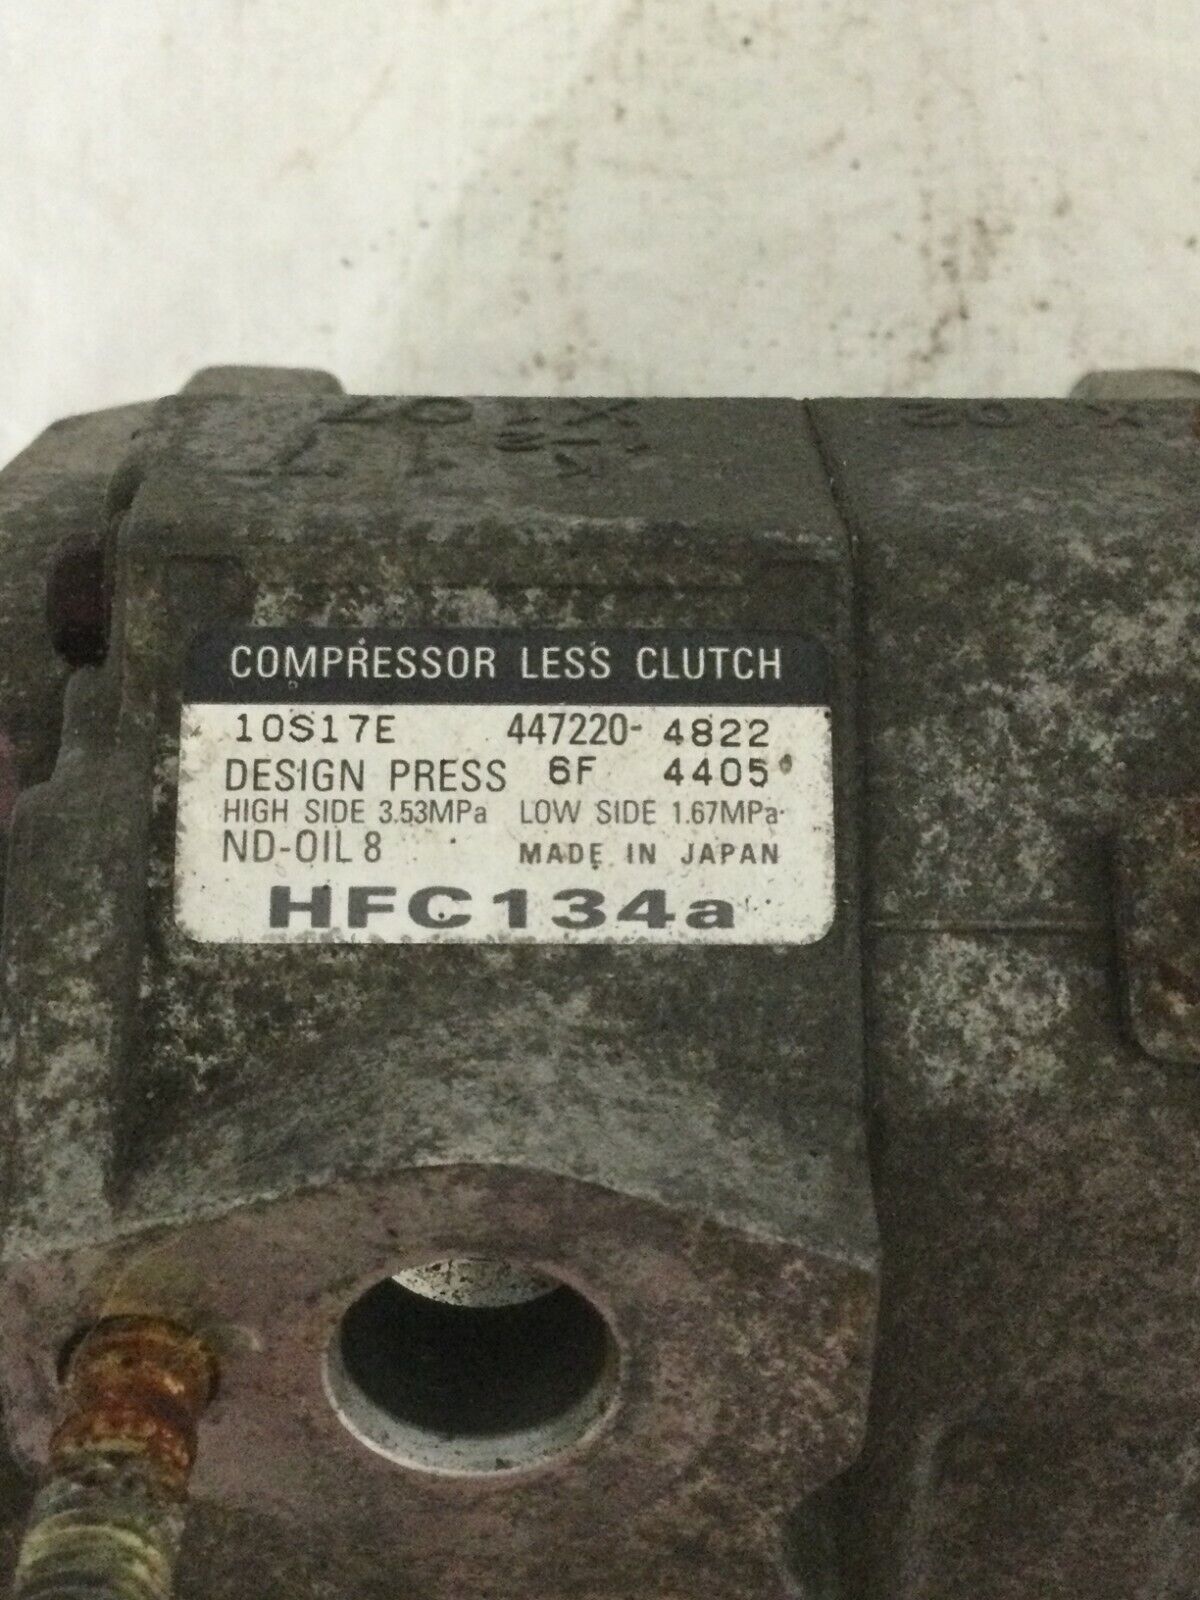 COMPRESSOR LESS CLUTCH
10S17E 447220-4822
DESIGN PRESS 6F 4405
HIGH SIDE 3.53MPa LOW SIDE 1.67MPa
ND-OIL 8 MADE IN JAPAN
HFC134a